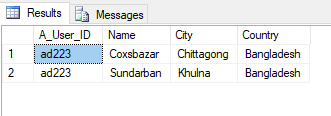 Results Messages
A_User_ID Name City Country
1 ad223 Coxsbazar Chittagong Bangladesh
2 ad223 Sundarban Khulna Bangladesh